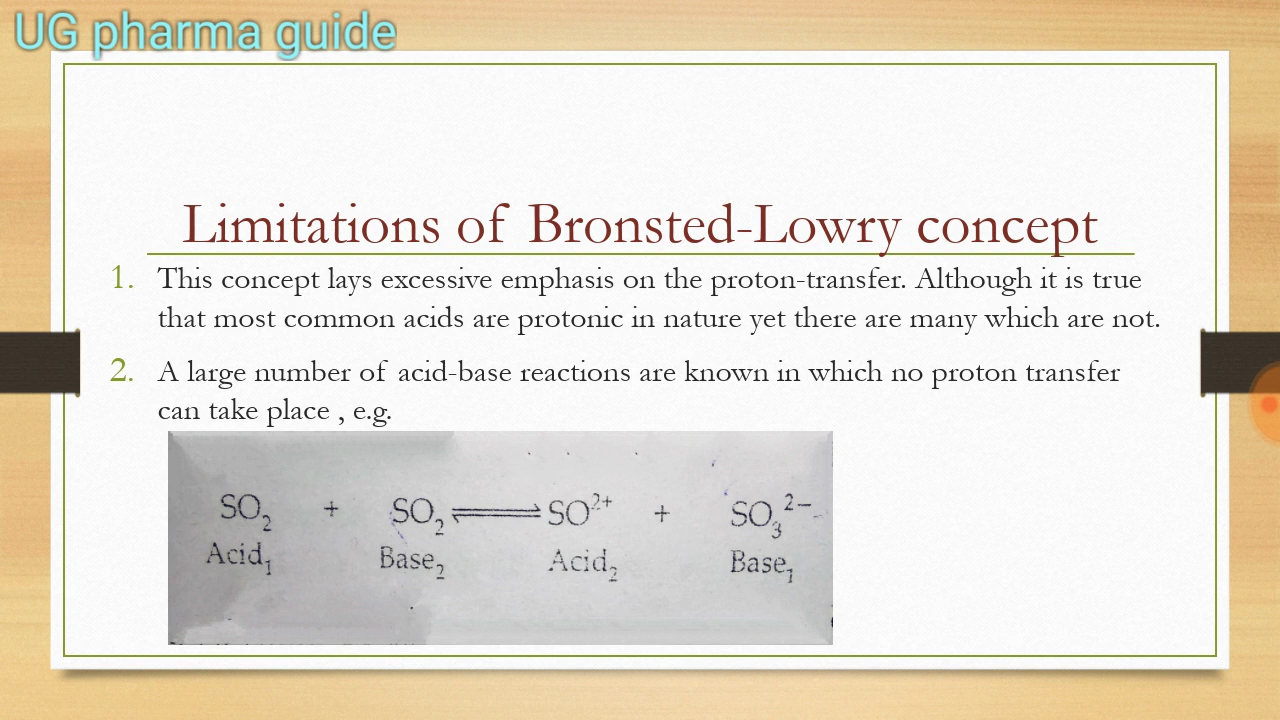 UG pharma guide
Limitations of Bronsted-Lowry concept
1. This concept lays excessive emphasis on the proton-transfer. Although it is true
that most common acids are protonic in nature yet there are many which are not.
2. A large number of acid-base reactions are known in which no proton transfer
can take place , e.g.
SO₂ + SO₂ ⇌ SO²⁺ + SO₃²⁻
Acid₁ Base₂ Acid₂ Base₁